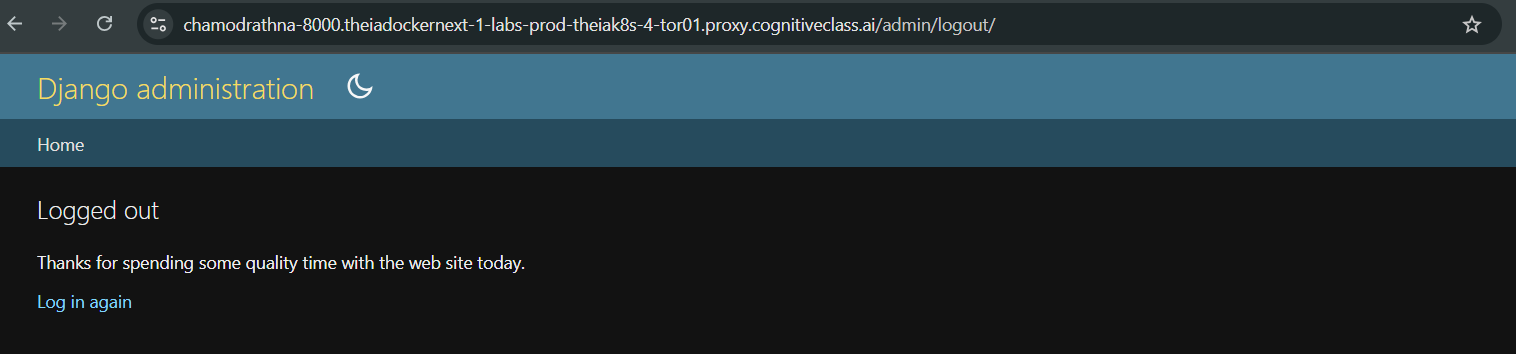 chamodrathna-8000.theiadockernext-1-labs-prod-theiak8s-4-tor01.proxy.cognitiveclass.ai/admin/logout/
Django administration
Home
Logged out
Thanks for spending some quality time with the web site today.
Log in again